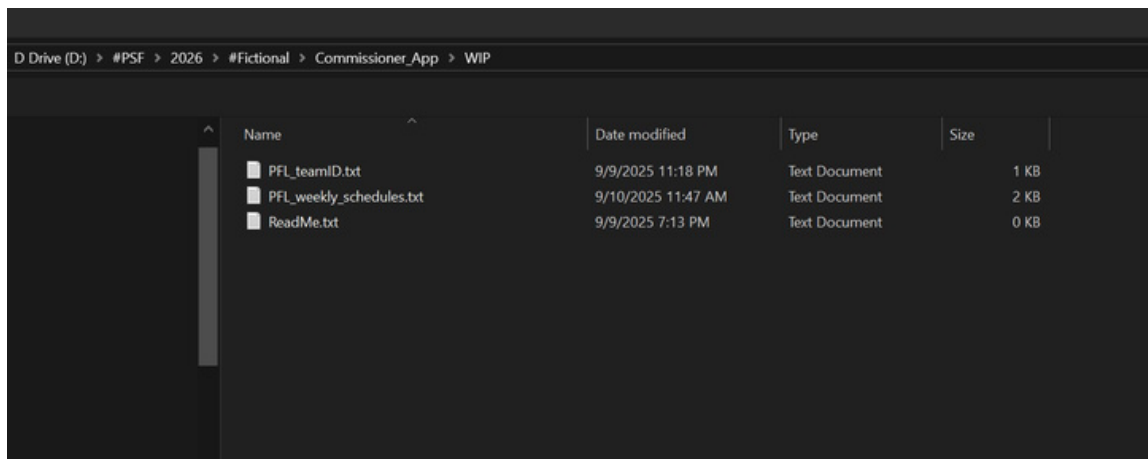 D Drive (D:) > #PSF > 2026 > #Fictional > Commissioner_App > WIP
Name Date modified Type Size
PFL_teamID.txt 9/9/2025 11:18 PM Text Document 1 KB
PFL_weekly_schedules.txt 9/10/2025 11:47 AM Text Document 2 KB
ReadMe.txt 9/9/2025 7:13 PM Text Document 0 KB